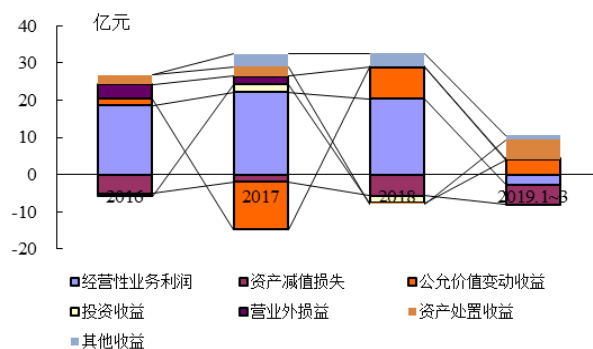 亿元
40
30
20
10
0
-10
-20
2016 2017 2018 2019.1~3
经营性业务利润 资产减值损失 公允价值变动收益
投资收益 营业外损益 资产处置收益
其他收益